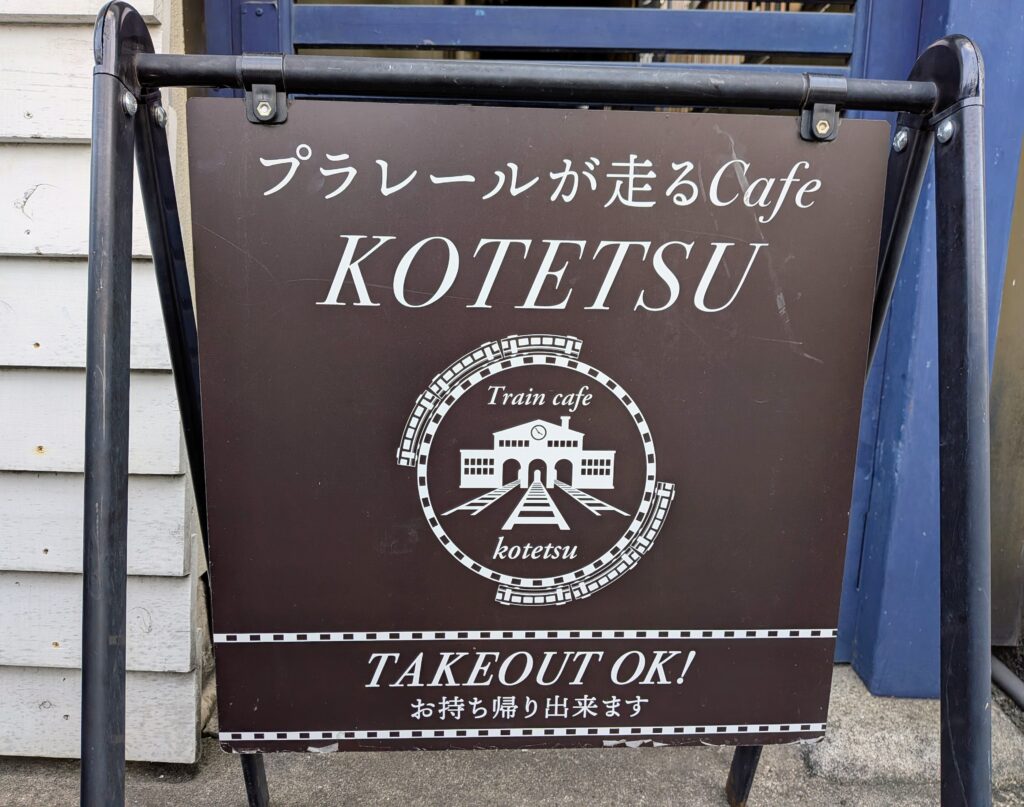 プラレールが走るCafe
KOTETSU
Train cafe
kotetsu
TAKEOUT OK!
お持ち帰り出来ます